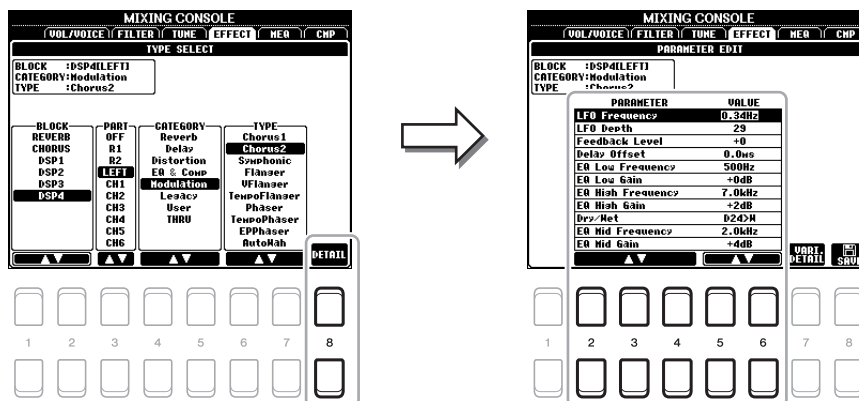 MIXING CONSOLE
VOL/VOICE FILTER TUNE EFFECT MEQ CMP
TYPE SELECT
BLOCK :DSP4[LEFT]
CATEGORY:Modulation
TYPE :Chorus2
BLOCK PART CATEGORY TYPE
REVERB OFF Reverb Chorus1
CHORUS R1 Delay Chorus2
DSP1 R2 Distortion Symphonic
DSP2 LEFT EQ & Comp Flanger
DSP3 CH1 Modulation VFlanger
DSP4 CH2 Legacy TempoFlanger
CH3 User Phaser
CH4 THRU TempoPhaser
CH5 EPPhaser
CH6 AutoWah
DETAIL
1 2 3 4 5 6 7 8
MIXING CONSOLE
VOL/VOICE FILTER TUNE EFFECT MEQ CMP
PARAMETER EDIT
BLOCK :DSP4[LEFT]
CATEGORY:Modulation
TYPE :Chorus2
PARAMETER VALUE
LFO Frequency 0.34Hz
LFO Depth 29
Feedback Level +0
Delay Offset 0.0ms
EQ Low Frequency 500Hz
EQ Low Gain +0dB
EQ High Frequency 7.0kHz
EQ High Gain +2dB
Dry/Wet D24>W
EQ Mid Frequency 2.0kHz
EQ Mid Gain +4dB
VARI. DETAIL
SAVE
1 2 3 4 5 6 7 8